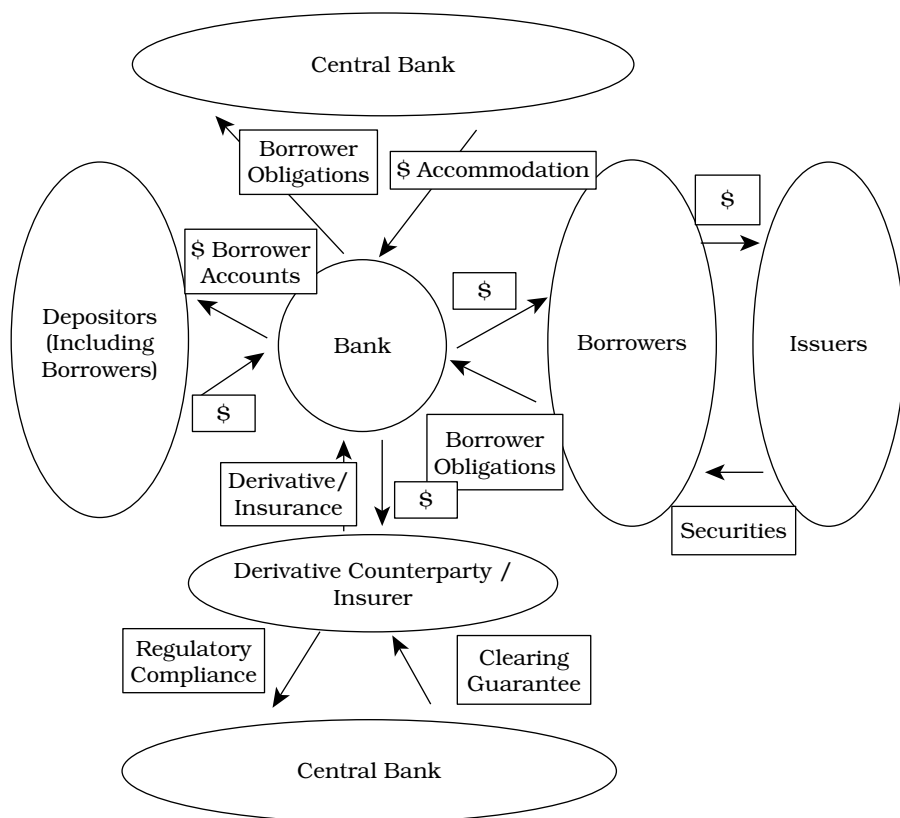 Central Bank
Borrower
Obligations
$ Accommodation
$
$ Borrower
Accounts
$
Depositors
(Including
Borrowers)
Bank
Borrowers
Issuers
$
Borrower
Obligations
Derivative/
Insurance
$
Securities
Derivative Counterparty /
Insurer
Regulatory
Compliance
Clearing
Guarantee
Central Bank